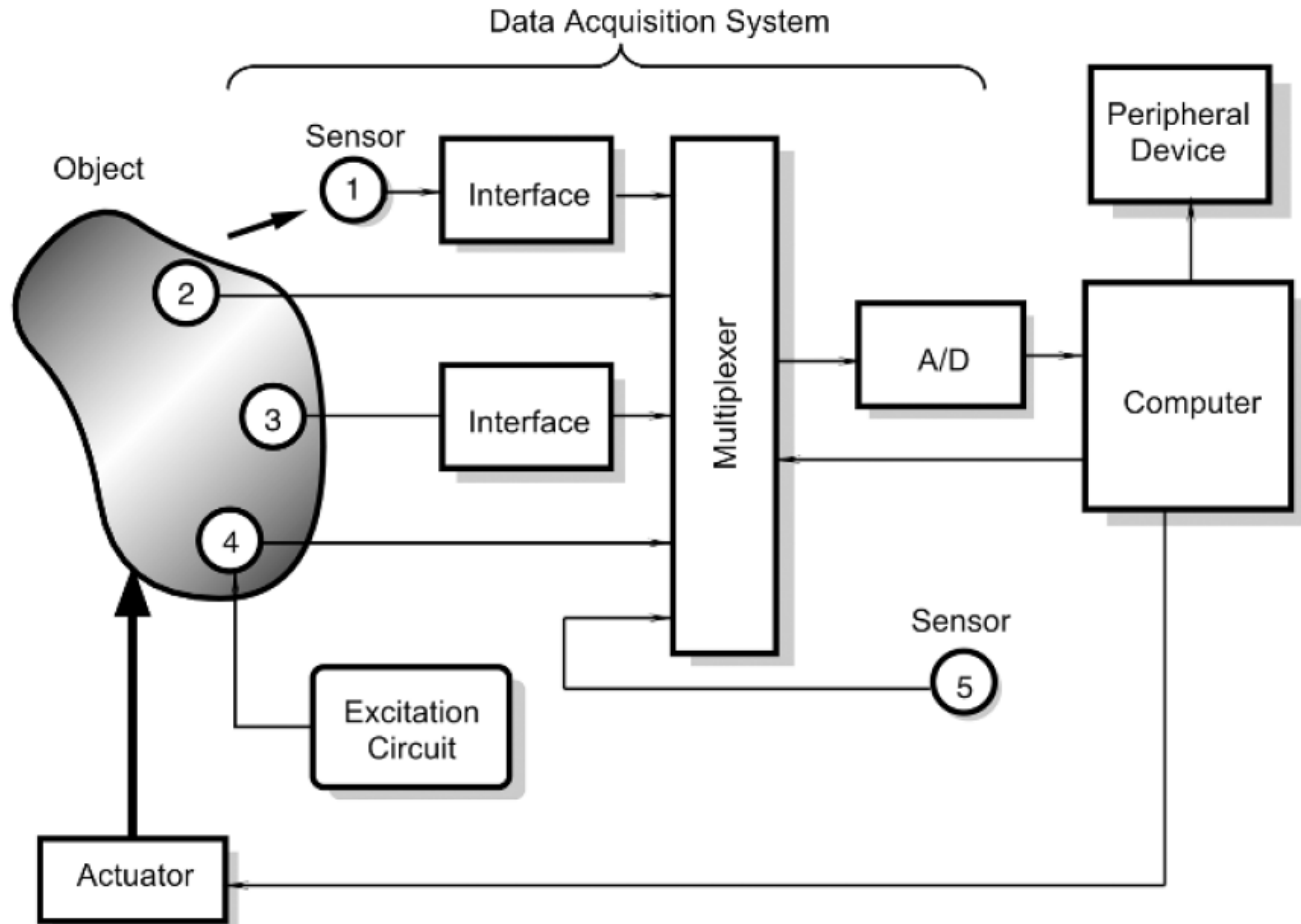 Data Acquisition System
Peripheral
Device
Sensor
Object
1
Interface
2
Multiplexer
A/D
Computer
3
Interface
4
Sensor
5
Excitation
Circuit
Actuator